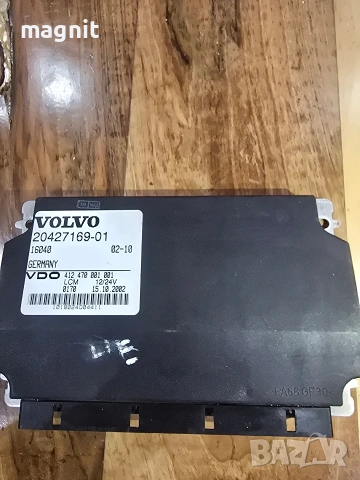 magnit
VOLVO
20427169-01
16040 02-10
GERMANY
VDO 412 470 001 001
LCM 12/24V
0170 15.10.2002
BAZAR